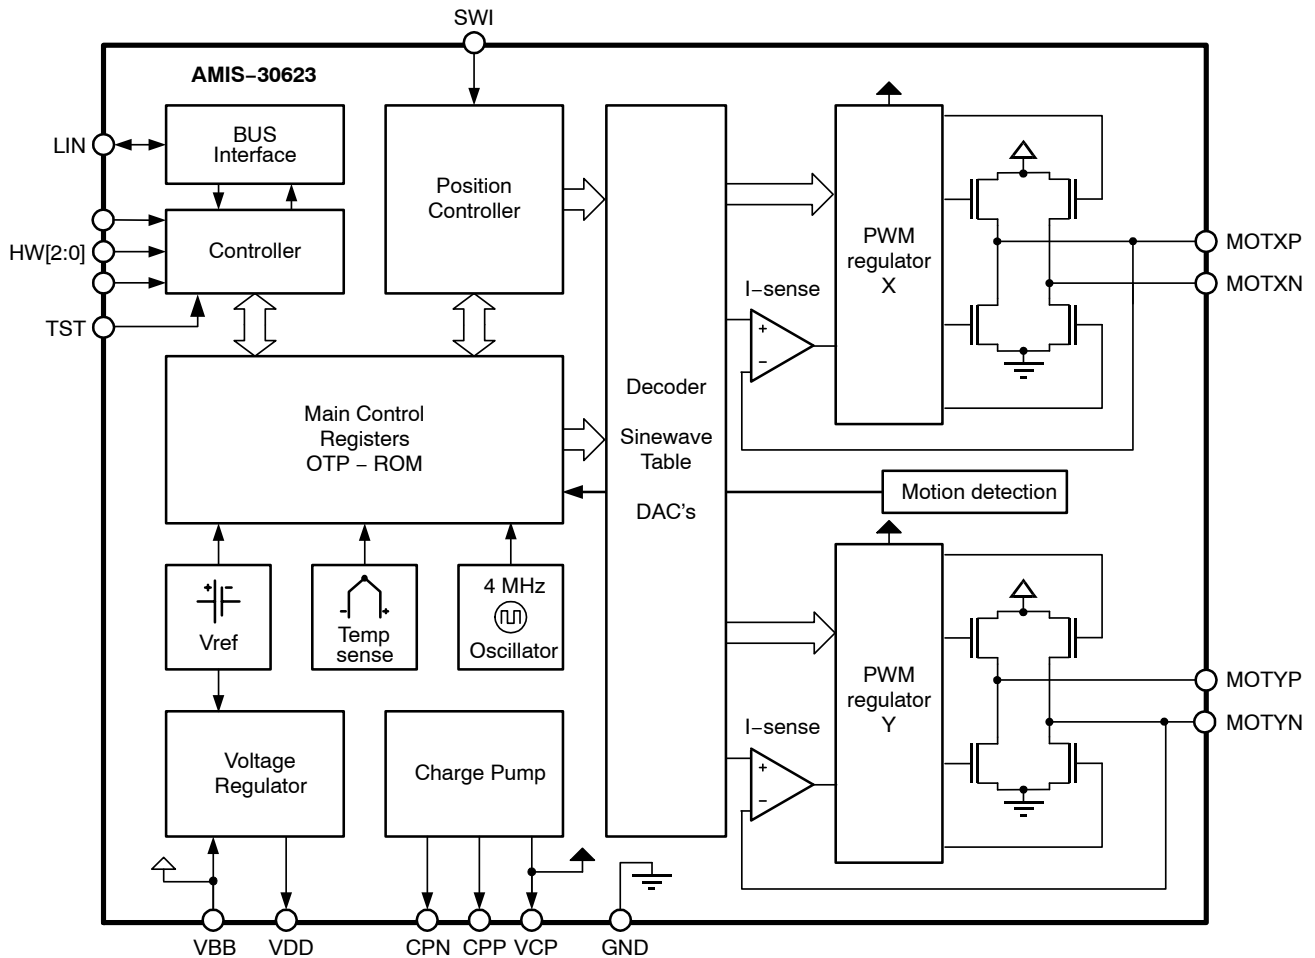 SWI
AMIS−30623
LIN
BUS
Interface
HW[2:0]
Controller
TST
Position
Controller
Main Control
Registers
OTP − ROM
+ −
Vref
− +
Temp
sense
4 MHz
Oscillator
Voltage
Regulator
Charge Pump
Decoder
Sinewave
Table
DAC's
I−sense
+
−
PWM
regulator
X
MOTXP
MOTXN
Motion detection
I−sense
+
−
PWM
regulator
Y
MOTYP
MOTYN
VBB
VDD
CPN
CPP
VCP
GND